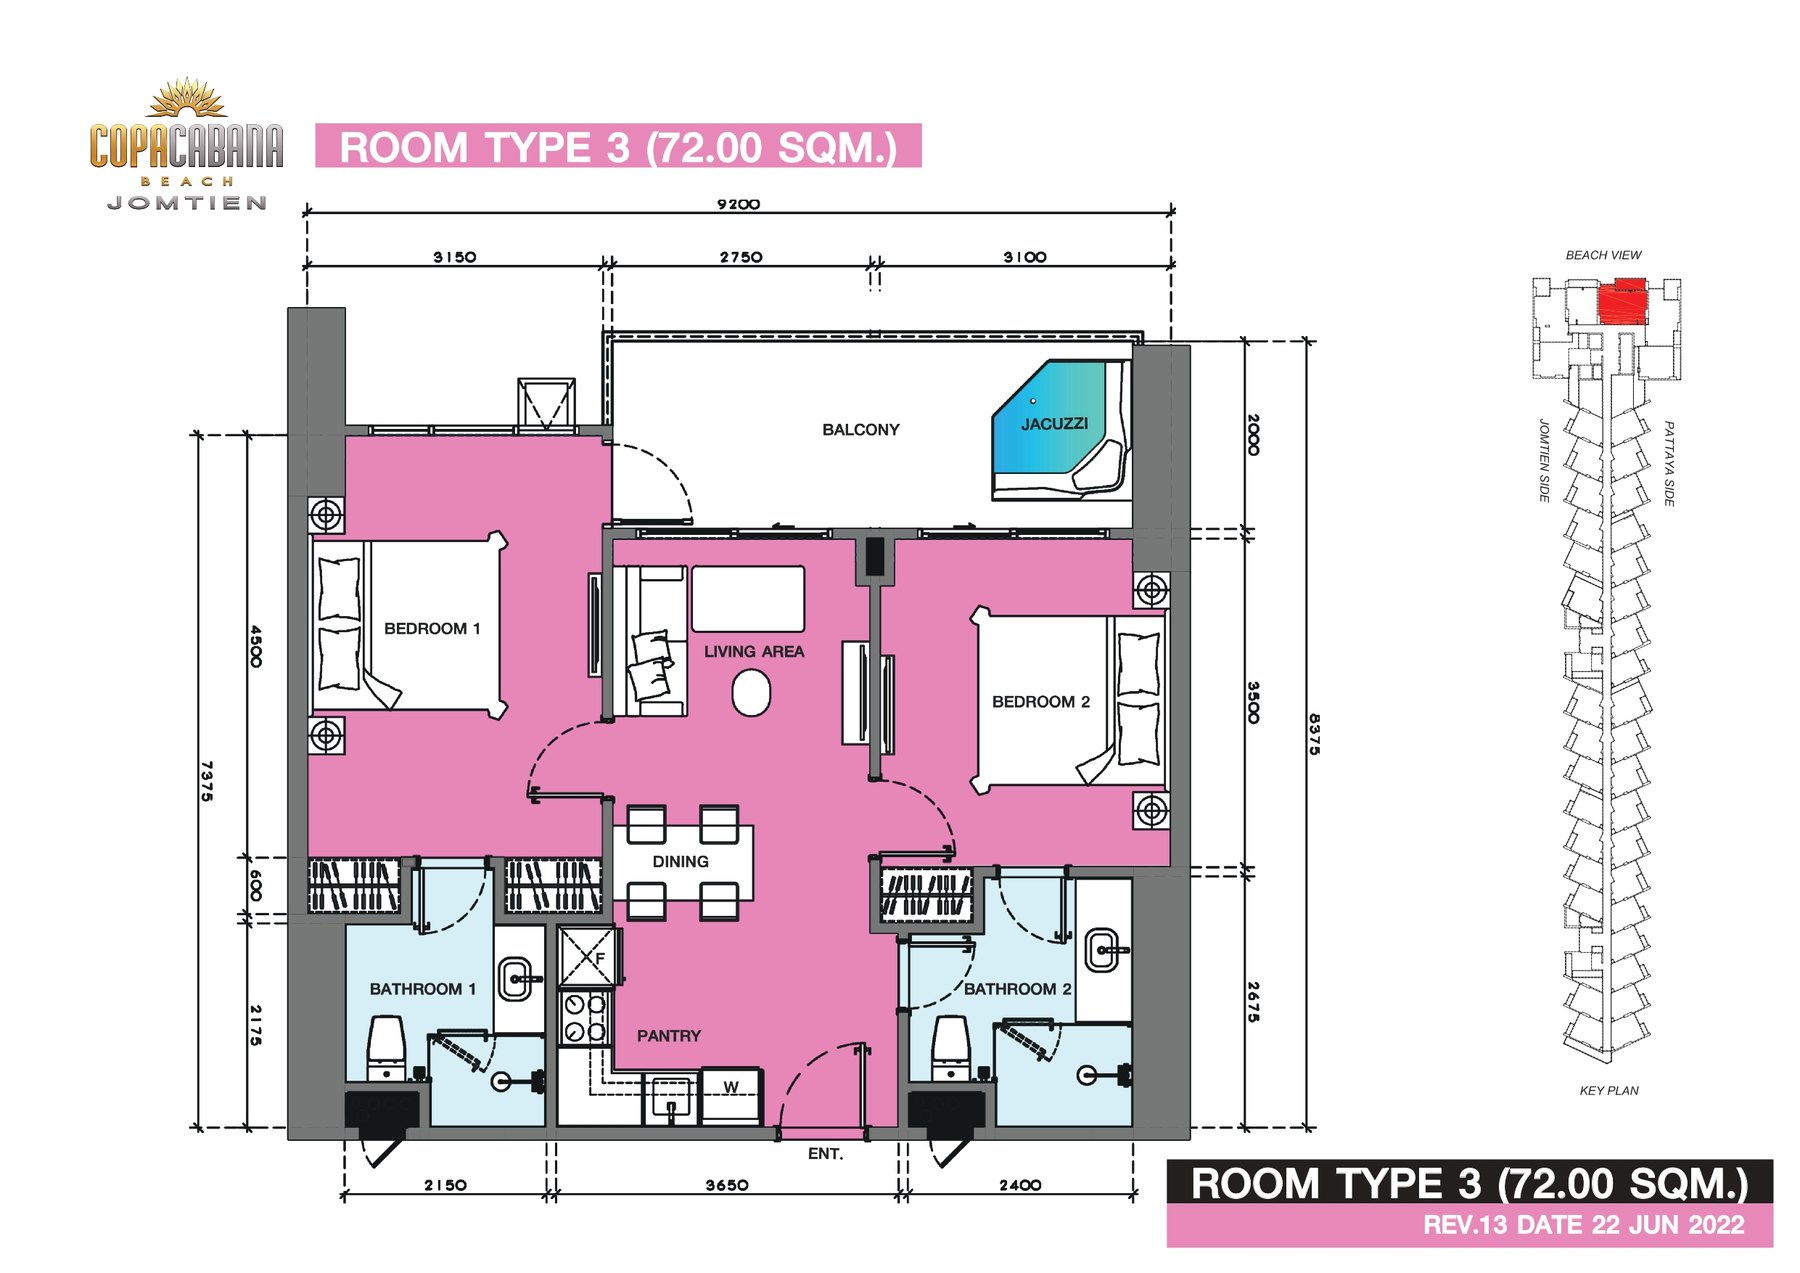 COPACABANA
BEACH
JOMTIEN
ROOM TYPE 3 (72.00 SQM.)
9200
3150
2750
3100
BEACH VIEW
JOMTIEN SIDE
PATTAYA SIDE
KEY PLAN
BALCONY
JACUZZI
2000
4500
7375
BEDROOM 1
LIVING AREA
BEDROOM 2
3500
8375
DINING
600
F
2175
BATHROOM 1
BATHROOM 2
2675
PANTRY
W
ENT.
2150
3650
2400
ROOM TYPE 3 (72.00 SQM.)
REV.13 DATE 22 JUN 2022